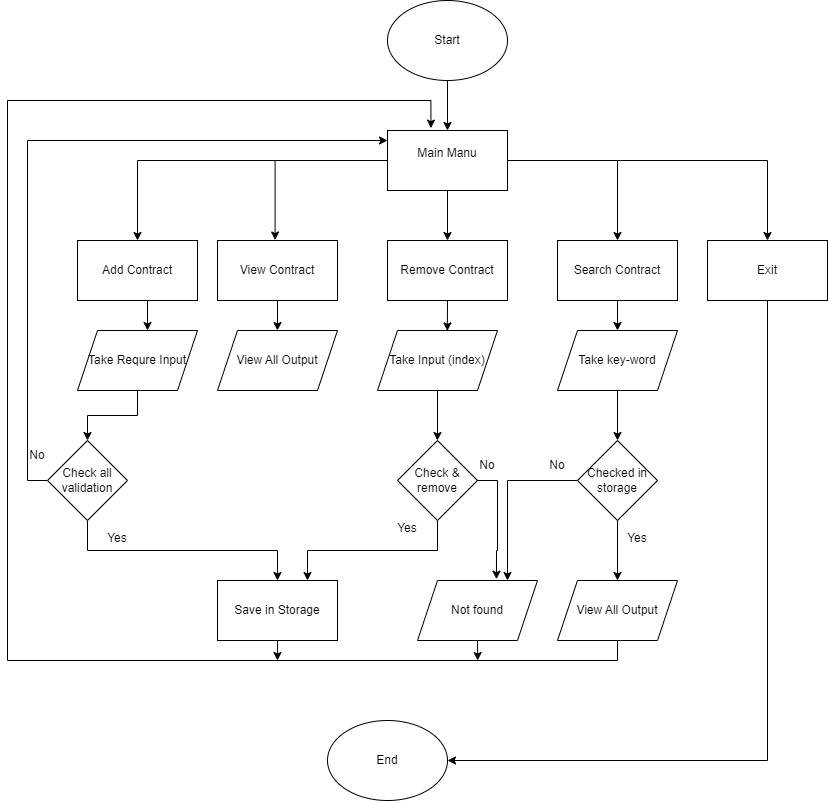 Start
Main Manu
Add Contract
View Contract
Remove Contract
Search Contract
Exit
Take Requre Input
View All Output
Take Input (index)
Take key-word
No
Check all
validation
Check &
remove
No
No
Checked in
storage
Yes
Yes
Yes
Save in Storage
Not found
View All Output
End